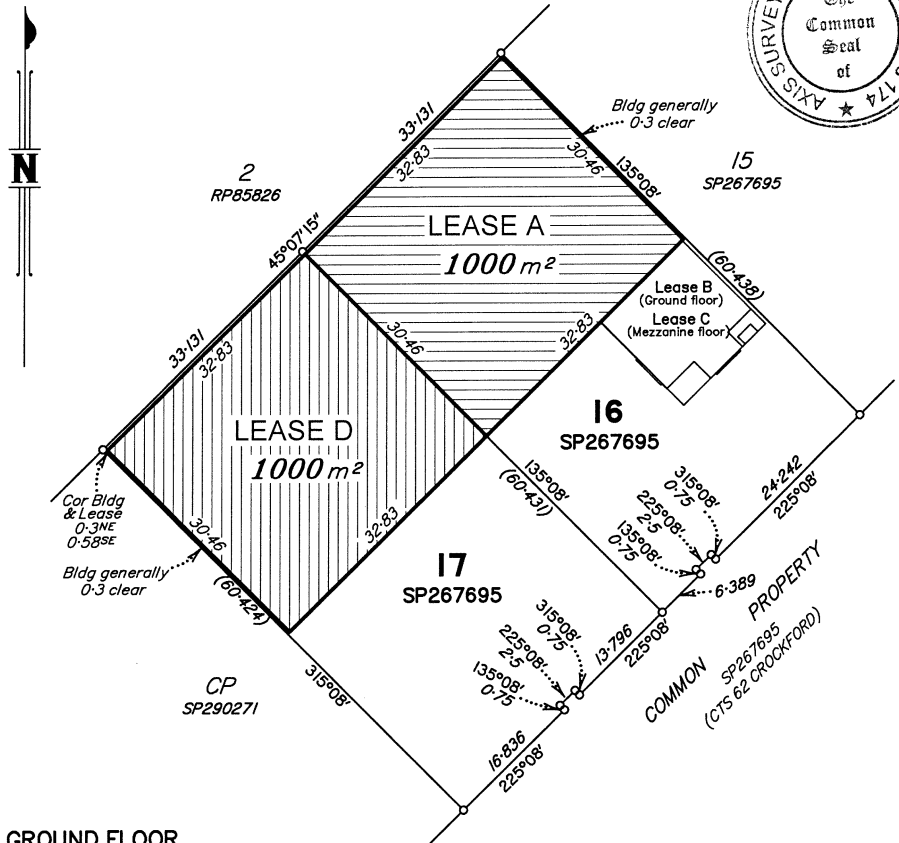 The
Common
Seal
of
AXIS SURVEY
174
N
Bldg generally
0·3 clear
33·131
32·83
30·46
135°08'
15
SP267695
2
RP85826
LEASE A
1000 m²
45°07'15"
(60·438)
Lease B
(Ground floor)
Lease C
(Mezzanine floor)
30·46
32·83
33·131
32·83
16
SP267695
LEASE D
1000 m²
135°08'
(60·431)
315°08'
0·75
225°08'
2·5
135°08'
0·75
24·242
225°08'
Cor Bldg
& Lease
0·3NE
0·58SE
30·46
32·83
Bldg generally
0·3 clear
(60·424)
17
SP267695
6·389
COMMON PROPERTY
SP267695
(CTS 62 CROCKFORD)
315°08'
0·75
225°08'
2·5
135°08'
0·75
13·796
225°08'
CP
SP290271
315°08'
16·836
225°08'
GROUND FLOOR